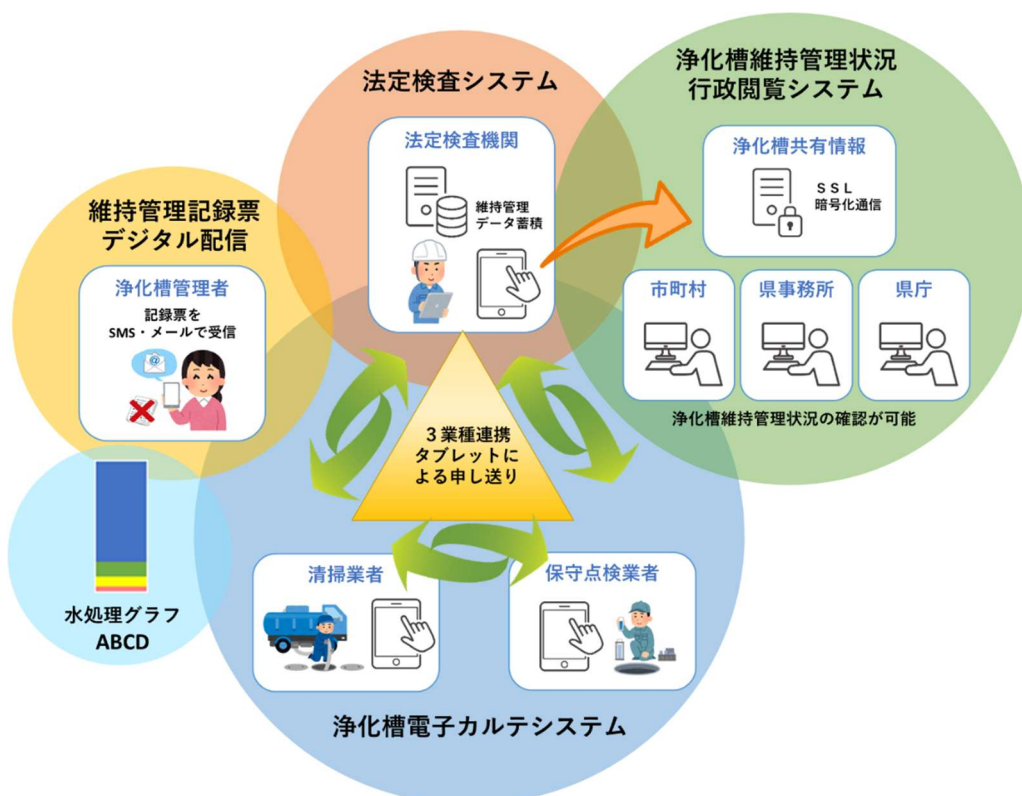 法定検査システム
法定検査機関
維持管理
データ蓄積
浄化槽維持管理状況
行政閲覧システム
浄化槽共有情報
ＳＳＬ
暗号化通信
市町村
県事務所
県庁
浄化槽維持管理状況の確認が可能
維持管理記録票
デジタル配信
浄化槽管理者
記録票を
SMS・メールで受信
@
３業種連携
タブレットに
よる申し送り
水処理グラフ
ABCD
清掃業者
保守点検業者
浄化槽電子カルテシステム